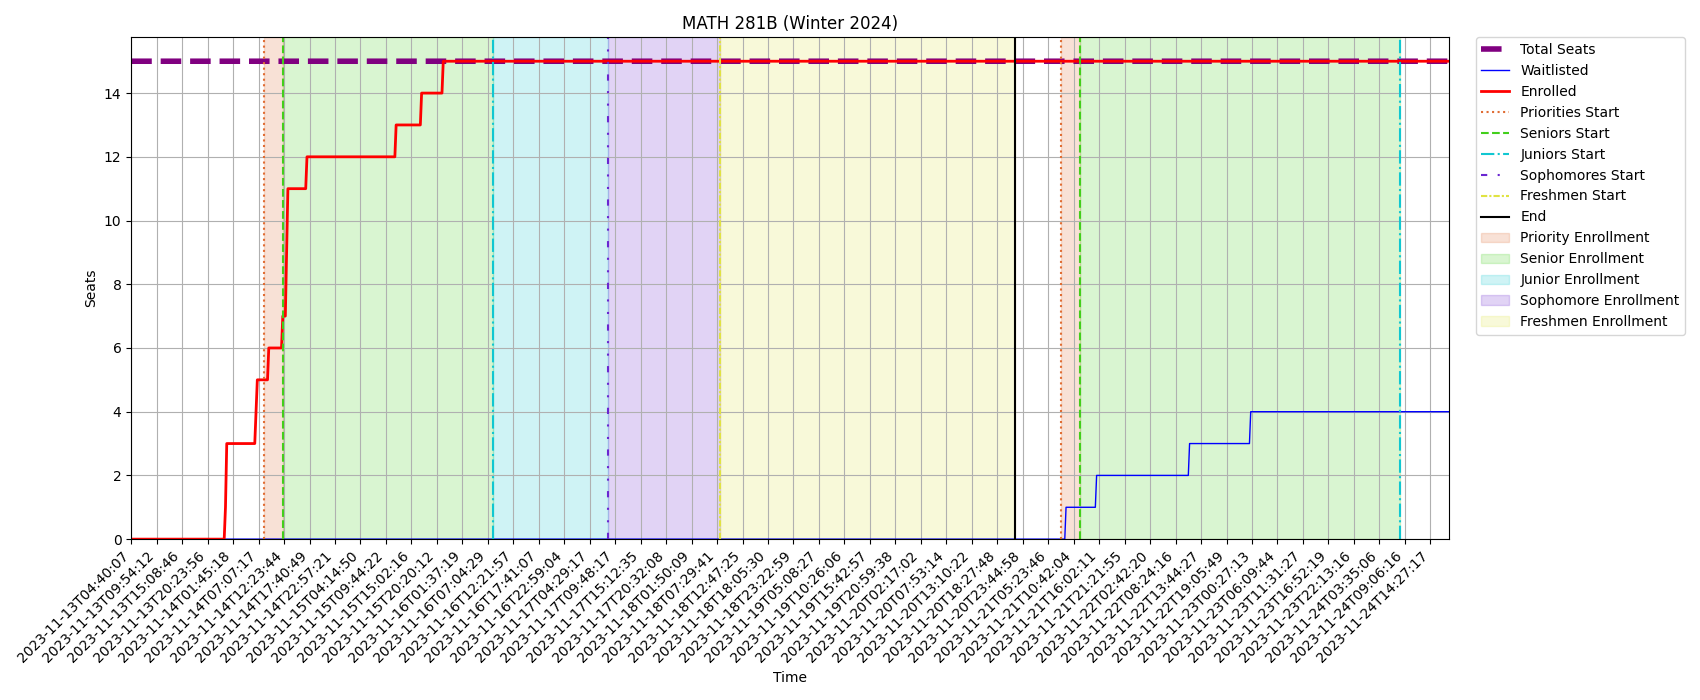 MATH 281B (Winter 2024)
Seats
14
12
10
8
6
4
2
0
2023-11-13T04:40:07
2023-11-13T09:54:12
2023-11-13T15:08:46
2023-11-13T20:23:56
2023-11-14T01:45:18
2023-11-14T07:07:17
2023-11-14T12:23:44
2023-11-14T17:40:49
2023-11-14T22:57:21
2023-11-15T04:14:50
2023-11-15T09:44:22
2023-11-15T15:02:16
2023-11-15T20:20:12
2023-11-16T01:37:19
2023-11-16T07:04:29
2023-11-16T12:21:57
2023-11-16T17:41:07
2023-11-16T22:59:04
2023-11-17T04:29:17
2023-11-17T09:48:17
2023-11-17T15:12:35
2023-11-17T20:32:08
2023-11-18T01:50:09
2023-11-18T07:29:41
2023-11-18T12:47:25
2023-11-18T18:05:30
2023-11-18T23:22:59
2023-11-19T05:08:27
2023-11-19T10:26:06
2023-11-19T15:42:57
2023-11-19T20:59:38
2023-11-20T02:17:02
2023-11-20T07:53:14
2023-11-20T13:10:22
2023-11-20T18:27:48
2023-11-20T23:44:58
2023-11-21T05:23:46
2023-11-21T10:42:04
2023-11-21T16:02:11
2023-11-21T21:21:55
2023-11-22T02:42:20
2023-11-22T08:24:16
2023-11-22T13:44:27
2023-11-22T19:05:49
2023-11-23T00:27:13
2023-11-23T06:09:44
2023-11-23T11:31:27
2023-11-23T16:52:19
2023-11-23T22:13:16
2023-11-24T03:35:06
2023-11-24T09:06:16
2023-11-24T14:27:17
Time
Total Seats
Waitlisted
Enrolled
Priorities Start
Seniors Start
Juniors Start
Sophomores Start
Freshmen Start
End
Priority Enrollment
Senior Enrollment
Junior Enrollment
Sophomore Enrollment
Freshmen Enrollment